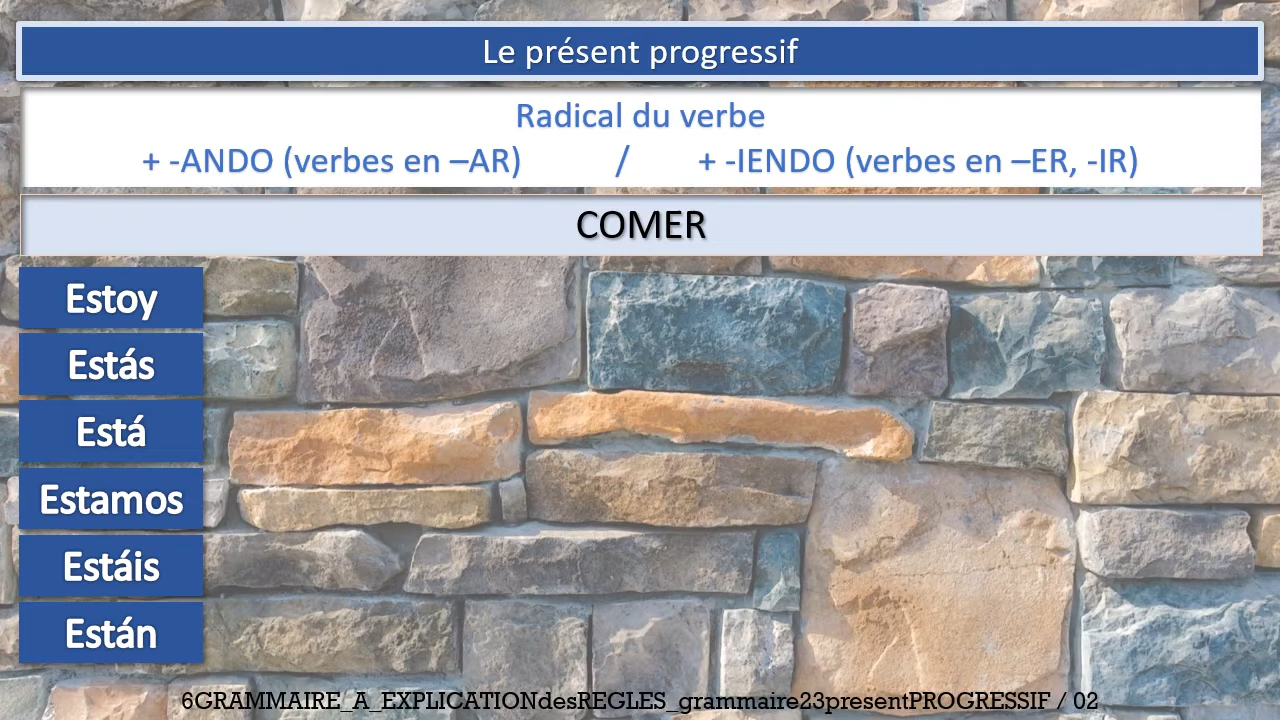 Le présent progressif
Radical du verbe
+ -ANDO (verbes en –AR) / + -IENDO (verbes en –ER, -IR)
COMER
Estoy
Estás
Está
Estamos
Estáis
Están
6GRAMMAIRE_A_EXPLICATIONdesREGLES_grammaire23presentPROGRESSIF / 02